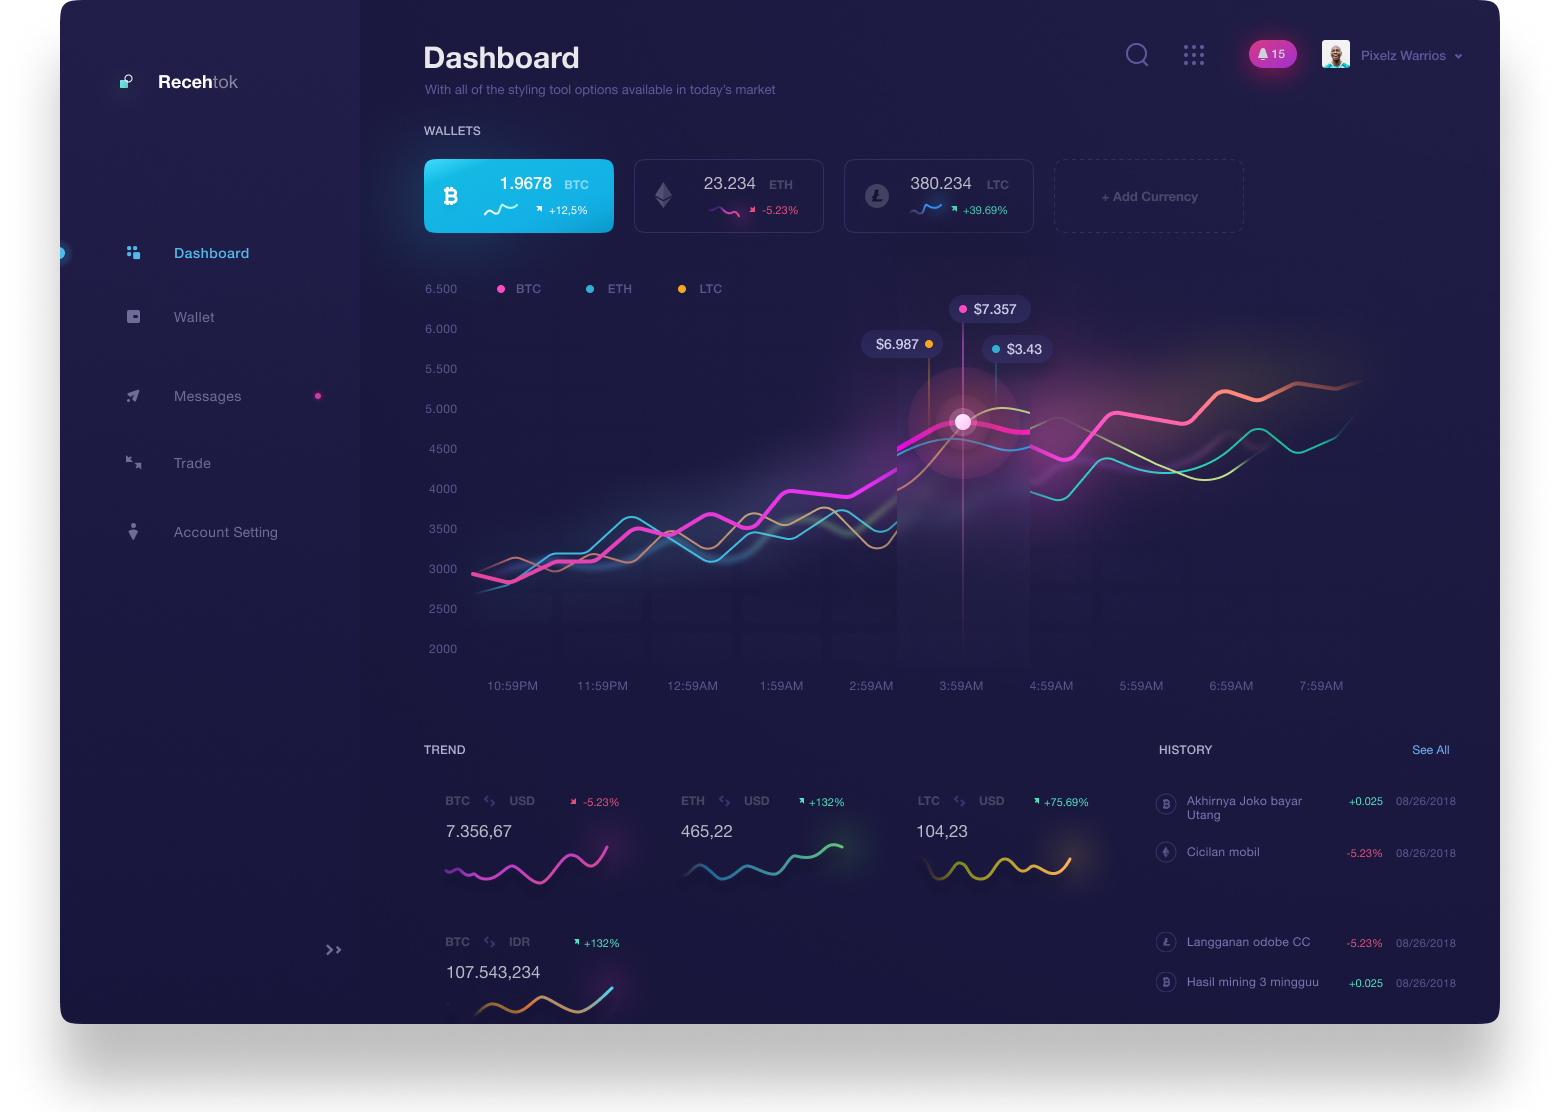 Recehtok
Dashboard
Wallet
Messages
Trade
Account Setting
Dashboard
With all of the styling tool options available in today's market
15
Pixelz Warrios
WALLETS
1.9678 BTC
+12,5%
23.234 ETH
-5.23%
380.234 LTC
+39.69%
+ Add Currency
BTC ETH LTC
6.500
6.000
5.500
5.000
4500
4000
3500
3000
2500
2000
$7.357
$6.987
$3.43
10:59PM 11:59PM 12:59AM 1:59AM 2:59AM 3:59AM 4:59AM 5:59AM 6:59AM 7:59AM
TREND
BTC USD -5.23%
7.356,67
ETH USD +132%
465,22
LTC USD +75.69%
104,23
BTC IDR +132%
107.543,234
HISTORY See All
Akhirnya Joko bayar +0.025 08/26/2018
Utang
Cicilan mobil -5.23% 08/26/2018
Langganan odobe CC -5.23% 08/26/2018
Hasil mining 3 mingguu +0.025 08/26/2018